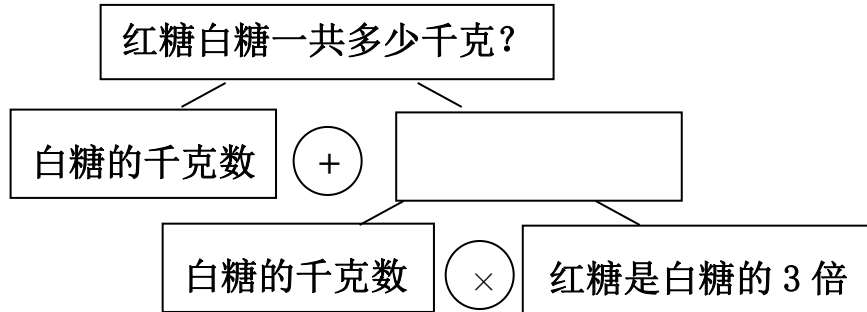 红糖白糖一共多少千克？
白糖的千克数 +
白糖的千克数 × 红糖是白糖的 3 倍